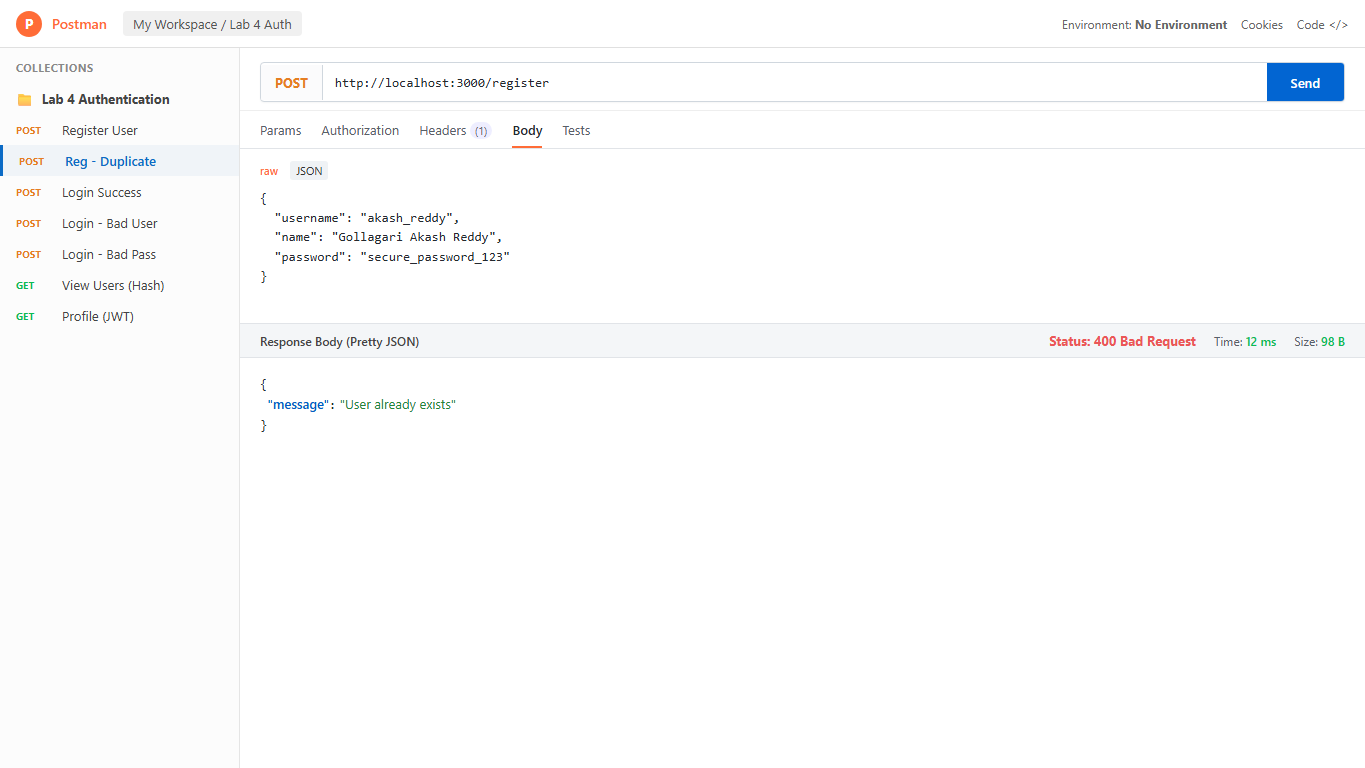 P Postman My Workspace / Lab 4 Auth Environment: No Environment Cookies Code </>
COLLECTIONS
Lab 4 Authentication
POST Register User
POST Reg - Duplicate
POST Login Success
POST Login - Bad User
POST Login - Bad Pass
GET View Users (Hash)
GET Profile (JWT)
POST http://localhost:3000/register Send
Params Authorization Headers (1) Body Tests
raw JSON
{
"username": "akash_reddy",
"name": "Gollagari Akash Reddy",
"password": "secure_password_123"
}
Response Body (Pretty JSON) Status: 400 Bad Request Time: 12 ms Size: 98 B
{
"message": "User already exists"
}